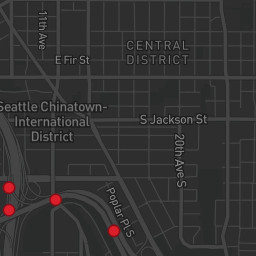 11th Ave
CENTRAL
DISTRICT
E Fir St
Seattle Chinatown-
International
District
S Jackson St
20th Ave S
Poplar Pl S